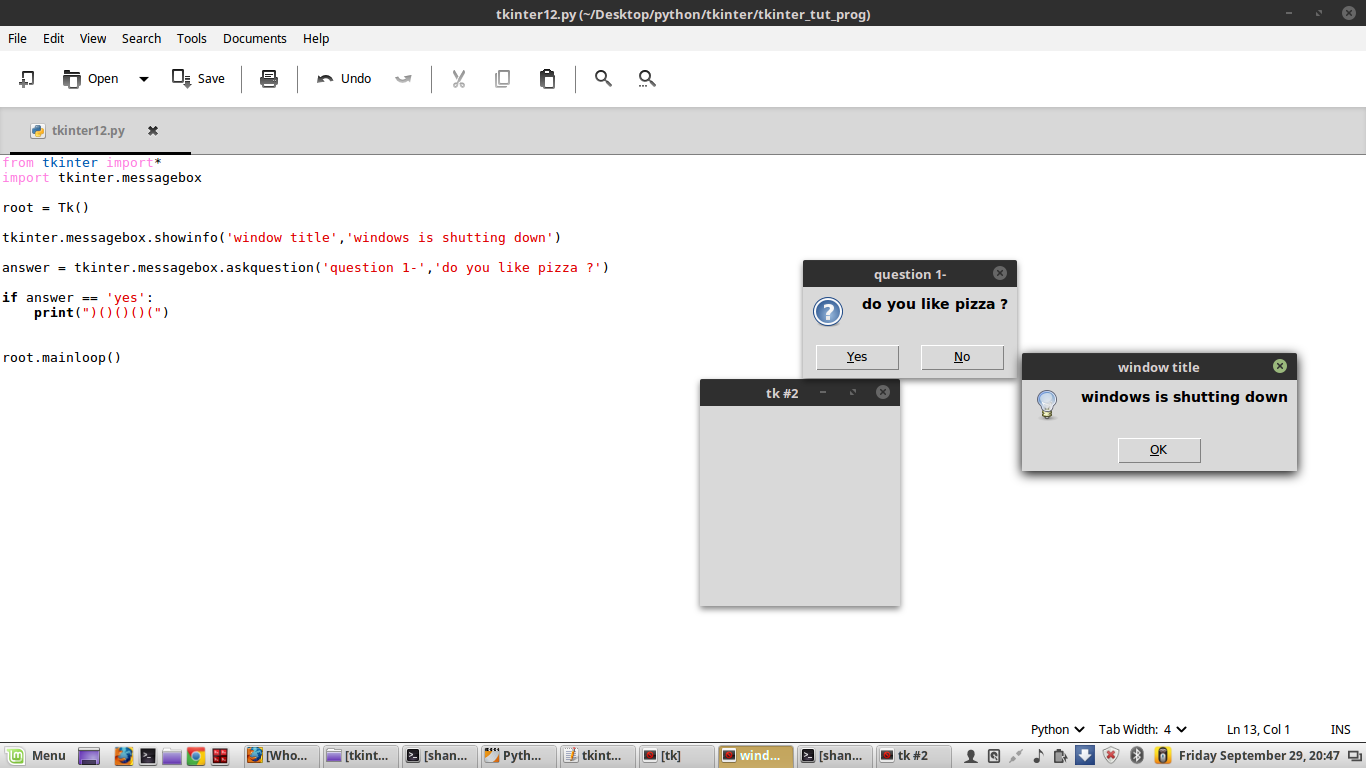 tkinter12.py (~/Desktop/python/tkinter/tkinter_tut_prog)
File Edit View Search Tools Documents Help
Open Save Undo
tkinter12.py
from tkinter import*
import tkinter.messagebox
root = Tk()
tkinter.messagebox.showinfo('window title','windows is shutting down')
answer = tkinter.messagebox.askquestion('question 1-','do you like pizza ?')
if answer == 'yes':
    print(")()()()(")
root.mainloop()
question 1-
do you like pizza ?
Yes No
window title
windows is shutting down
OK
tk #2
Python Tab Width: 4 Ln 13, Col 1 INS
Menu [Who... [tkint... [shan... Pyth... tkint... [tk] wind... [shan... tk #2 Friday September 29, 20:47